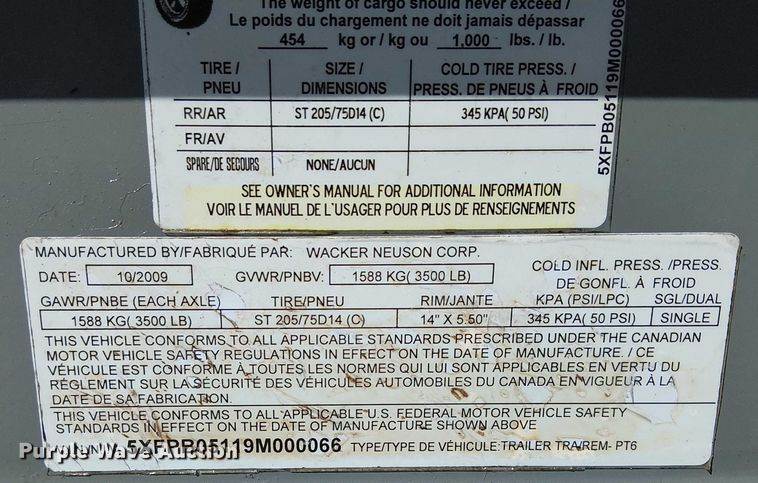 The weight of cargo should never exceed /
Le poids du chargement ne doit jamais dépassar
454 kg or / kg ou 1,000 lbs. / lb.
TIRE / PNEU SIZE / DIMENSIONS COLD TIRE PRESS. / PRESS. DE PNEUS À FROID
RR/AR ST 205/75D14 (C) 345 KPA( 50 PSI)
FR/AV
SPARE/DE SECOURS NONE/AUCUN
SEE OWNER'S MANUAL FOR ADDITIONAL INFORMATION
VOIR LE MANUEL DE L'USAGER POUR PLUS DE RENSEIGNEMENTS
5XFPB05119M000066
MANUFACTURED BY/FABRIQUÉ PAR: WACKER NEUSON CORP.
DATE: 10/2009 GVWR/PNBV: 1588 KG( 3500 LB)
COLD INFL. PRESS. /PRESS.
DE GONFL. À FROID
GAWR/PNBE (EACH AXLE) TIRE/PNEU RIM/JANTE KPA (PSI/LPC) SGL/DUAL
1588 KG( 3500 LB) ST 205/75D14 (C) 14" X 5.50" 345 KPA( 50 PSI) SINGLE
THIS VEHICLE CONFORMS TO ALL APPLICABLE STANDARDS PRESCRIBED UNDER THE CANADIAN
MOTOR VEHICLE SAFETY REGULATIONS IN EFFECT ON THE DATE OF MANUFACTURE. / CE
VÉHICULE EST CONFORME À TOUTES LES NORMES QUI LUI SONT APPLICABLES EN VERTU DU
RÈGLEMENT SUR LA SÉCURITÉ DES VÉHICULES AUTOMOBILES DU CANADA EN VIGUEUR À LA
DATE DE SA FABRICATION.
THIS VEHICLE CONFORMS TO ALL APPLICABLE U.S. FEDERAL MOTOR VEHICLE SAFETY
STANDARDS IN EFFECT ON THE DATE OF MANUFACTURE SHOWN ABOVE
5XFPB05119M000066 TYPE/TYPE DE VÉHICULE: TRAILER TRA/REM- PT6
Purple Wave Auction